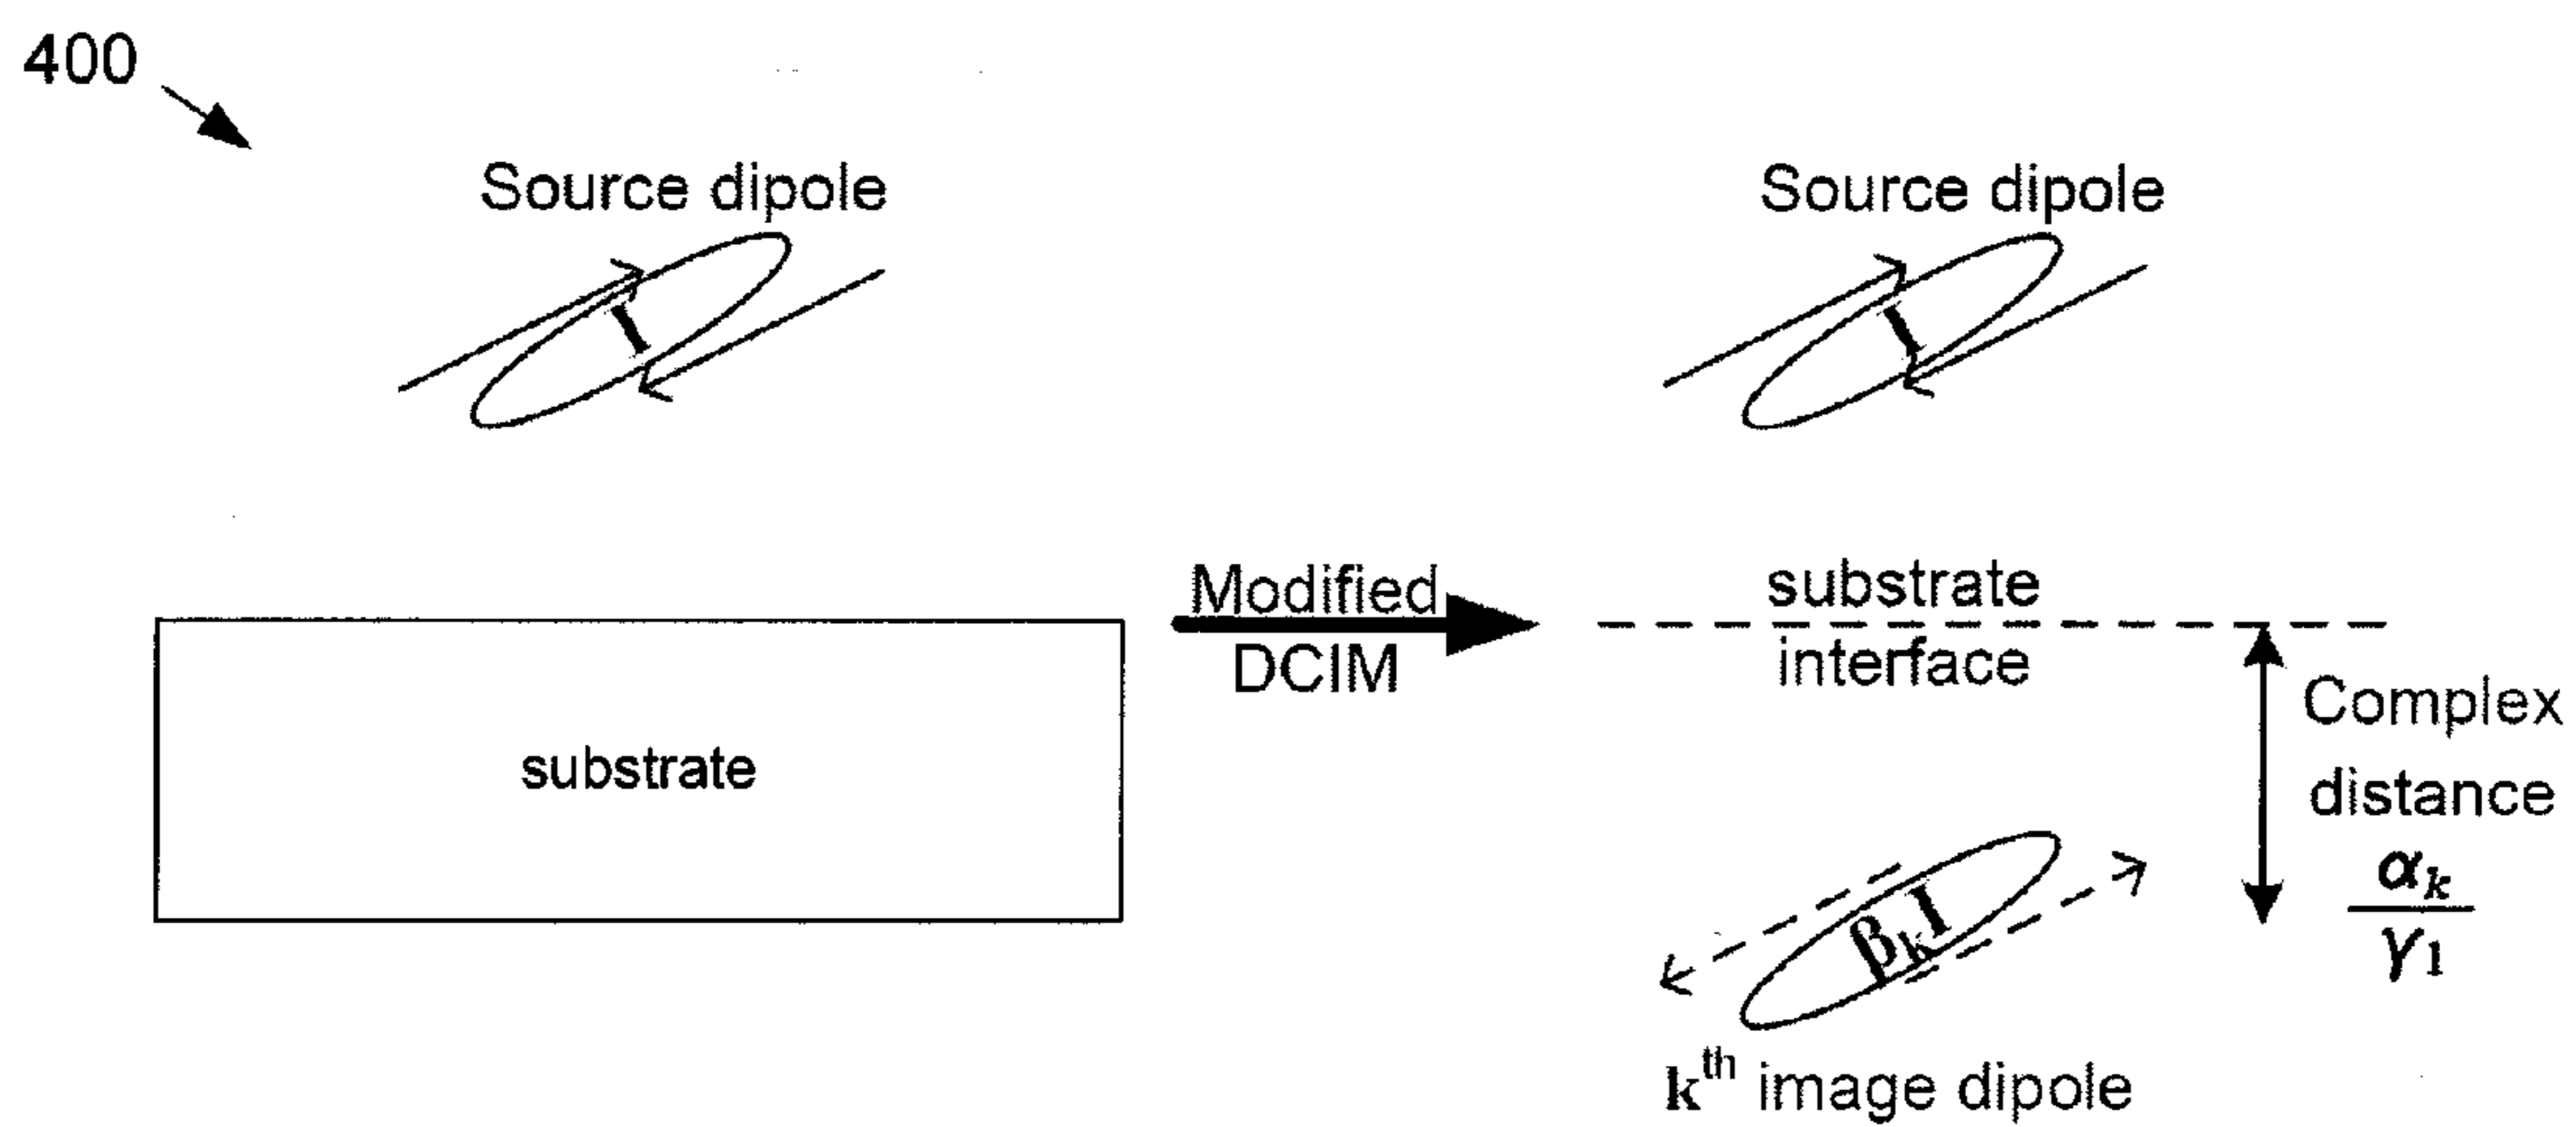 400
Source dipole
I
substrate
Modified
DCIM
Source dipole
I
substrate
interface
Complex
distance
αₖ
γ₁
βₖI
kᵗʰ image dipole